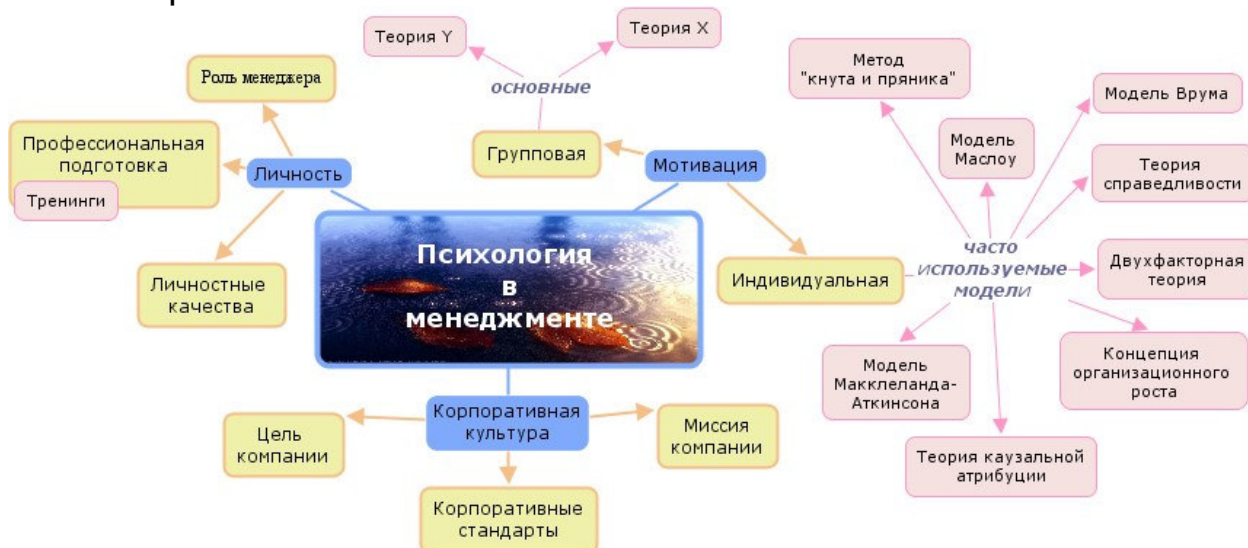 Теория Y
Теория X
основные
Роль менеджера
Метод
"кнута и пряника"
Модель Врума
Профессиональная
подготовка
Тренинги
Личность
Групповая
Мотивация
Модель
Маслоу
Теория
справедливости
Психология
в
менеджменте
Личностные
качества
Индивидуальная
часто
используемые
модели
Двухфакторная
теория
Модель
Макклеланда-
Аткинсона
Концепция
организационного
роста
Корпоративная
культура
Цель
компании
Миссия
компании
Теория каузальной
атрибуции
Корпоративные
стандарты